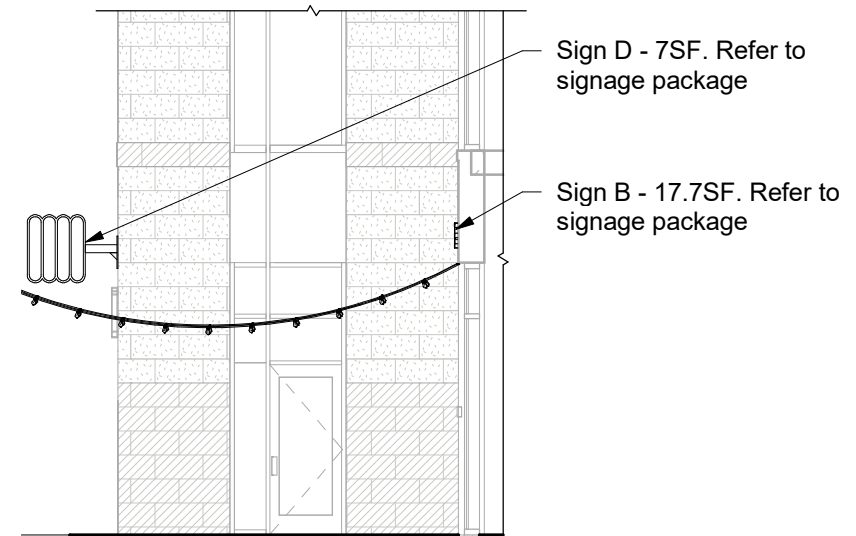 Sign D - 7SF. Refer to
signage package
Sign B - 17.7SF. Refer to
signage package